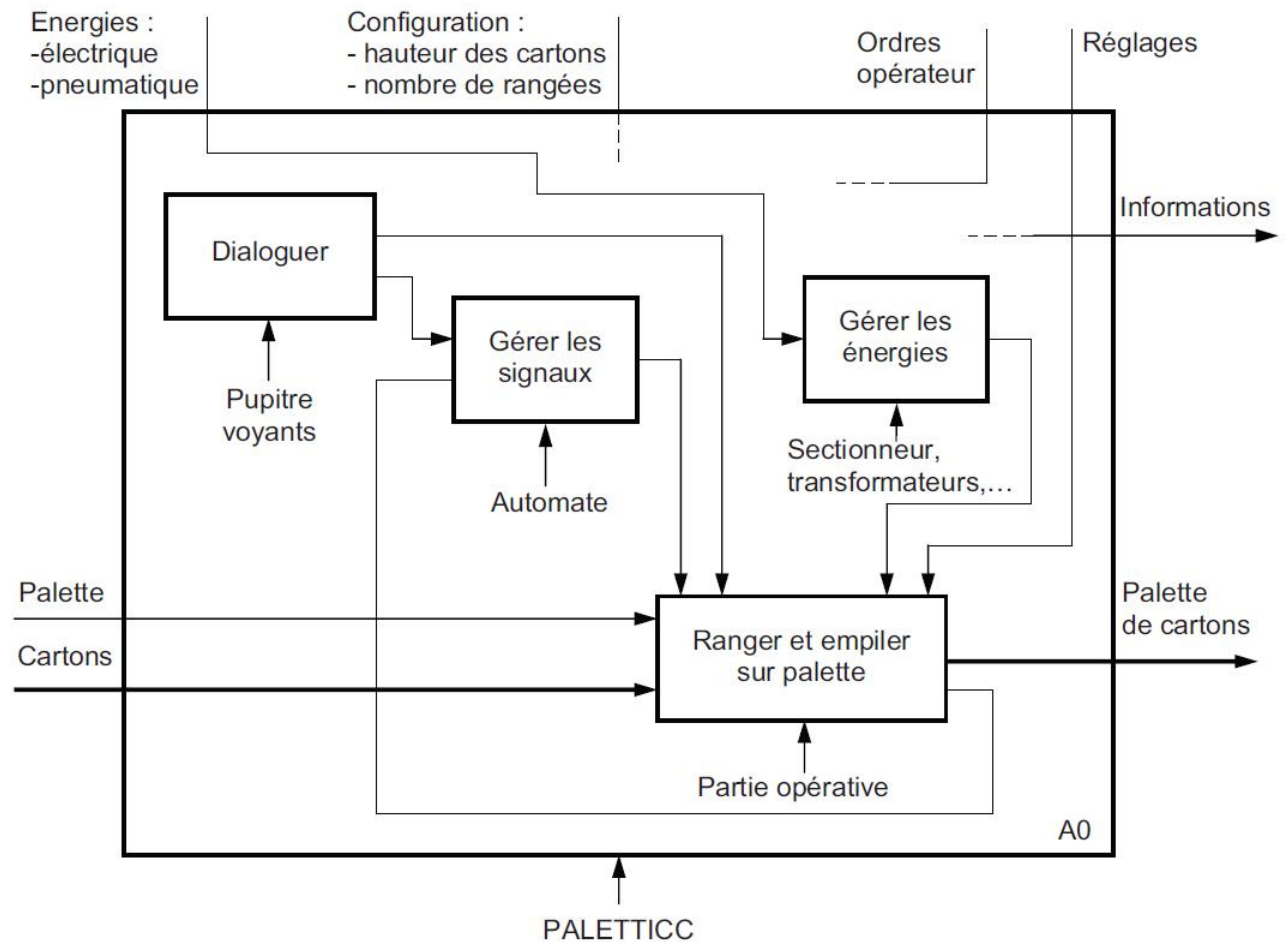 Energies :
-électrique
-pneumatique
Configuration :
- hauteur des cartons
- nombre de rangées
Ordres
opérateur
Réglages
Informations
Dialoguer
Gérer les
signaux
Gérer les
énergies
Pupitre
voyants
Automate
Sectionneur,
transformateurs,...
Palette
Cartons
Ranger et empiler
sur palette
Palette
de cartons
Partie opérative
A0
PALETTICC